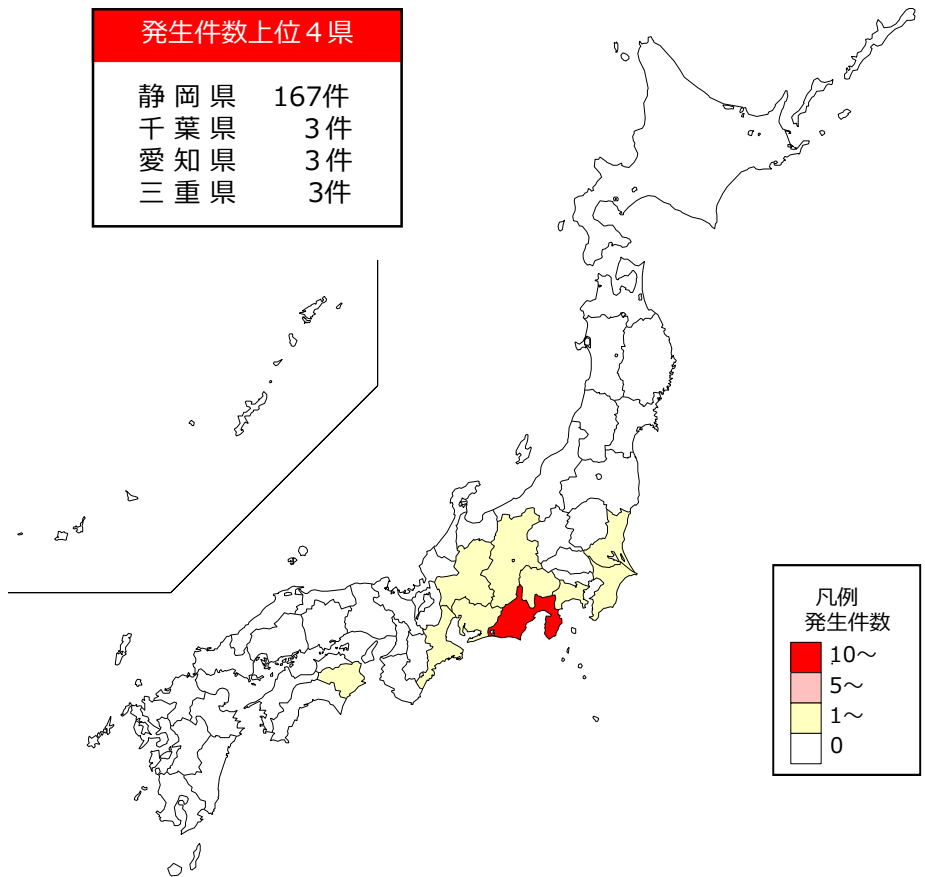 発生件数上位４県
静岡県 167件
千葉県 ３件
愛知県 ３件
三重県 3件
凡例
発生件数
10～
5～
1～
0